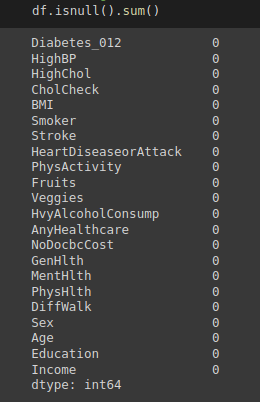 df.isnull().sum()
Diabetes_012 0
HighBP 0
HighChol 0
CholCheck 0
BMI 0
Smoker 0
Stroke 0
HeartDiseaseorAttack 0
PhysActivity 0
Fruits 0
Veggies 0
HvyAlcoholConsump 0
AnyHealthcare 0
NoDocbcCost 0
GenHlth 0
MentHlth 0
PhysHlth 0
DiffWalk 0
Sex 0
Age 0
Education 0
Income 0
dtype: int64